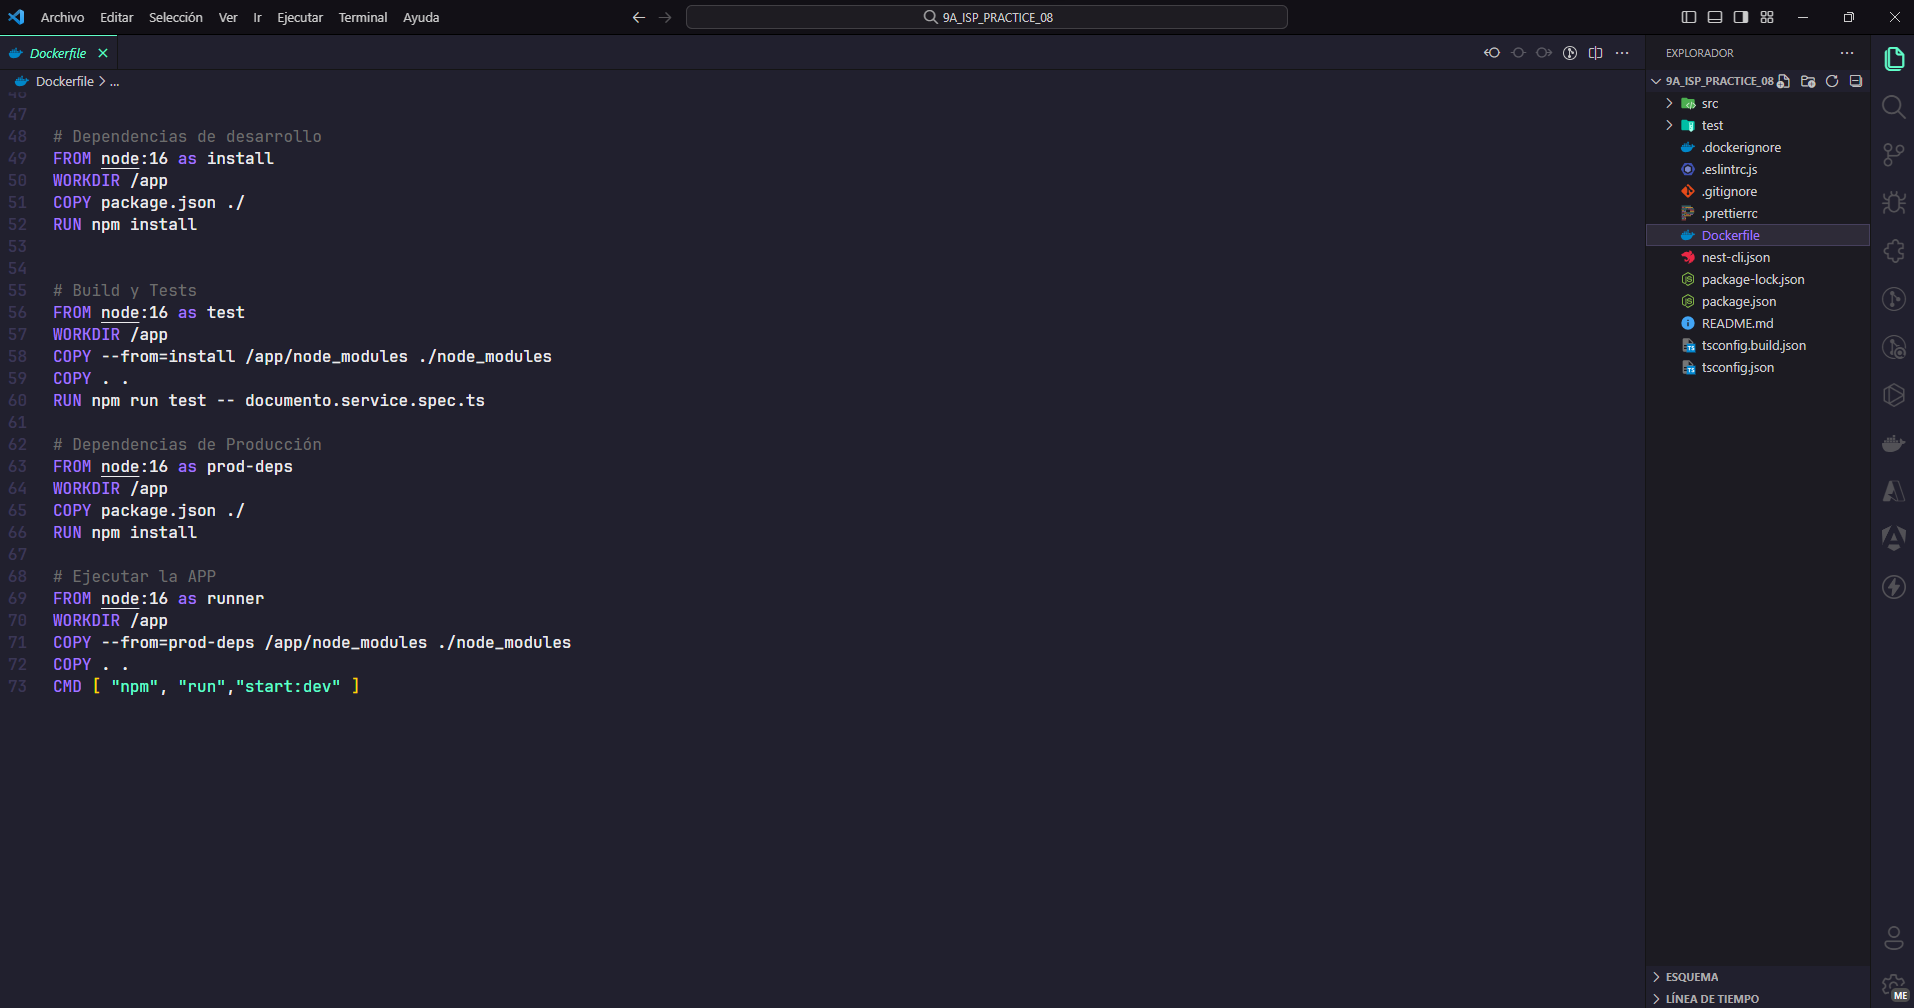 Archivo Editar Selección Ver Ir Ejecutar Terminal Ayuda 9A_ISP_PRACTICE_08
Dockerfile
Dockerfile > ...
46
47
48 # Dependencias de desarrollo
49 FROM node:16 as install
50 WORKDIR /app
51 COPY package.json ./
52 RUN npm install
53
54
55 # Build y Tests
56 FROM node:16 as test
57 WORKDIR /app
58 COPY --from=install /app/node_modules ./node_modules
59 COPY . .
60 RUN npm run test -- documento.service.spec.ts
61
62 # Dependencias de Producción
63 FROM node:16 as prod-deps
64 WORKDIR /app
65 COPY package.json ./
66 RUN npm install
67
68 # Ejecutar la APP
69 FROM node:16 as runner
70 WORKDIR /app
71 COPY --from=prod-deps /app/node_modules ./node_modules
72 COPY . .
73 CMD [ "npm", "run","start:dev" ]
EXPLORADOR
9A_ISP_PRACTICE_08
src
test
.dockerignore
.eslintrc.js
.gitignore
.prettierrc
Dockerfile
nest-cli.json
package-lock.json
package.json
README.md
tsconfig.build.json
tsconfig.json
ESQUEMA
LÍNEA DE TIEMPO
ME